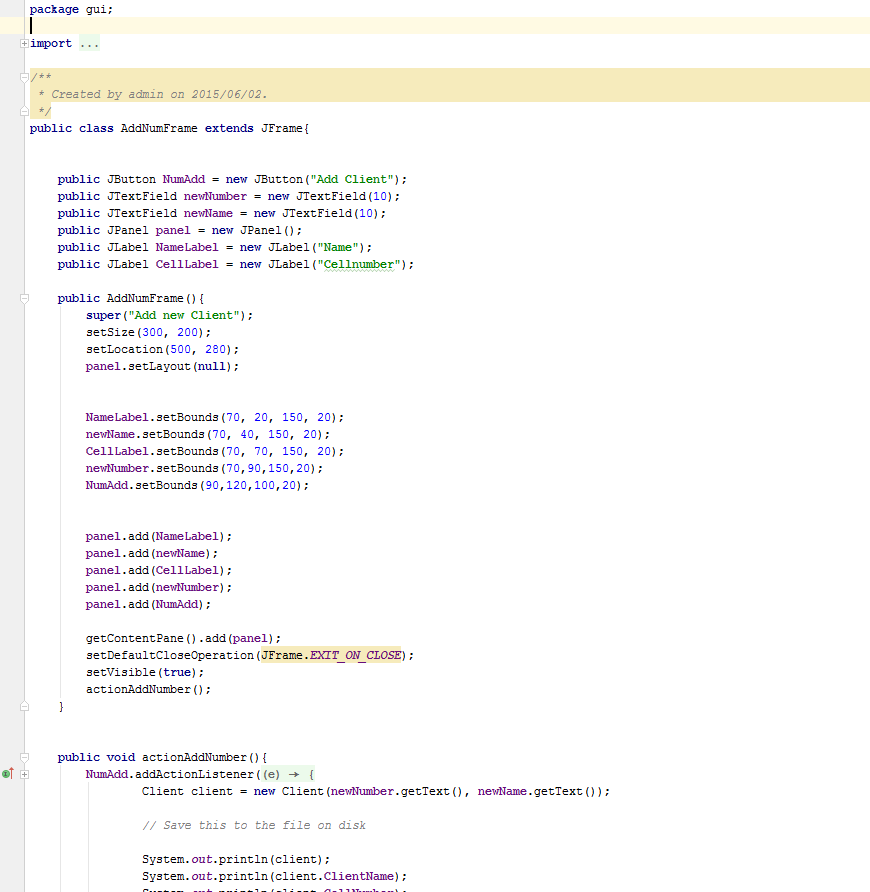 package gui;
import ...
/**
 * Created by admin on 2015/06/02.
 */
public class AddNumFrame extends JFrame{
    public JButton NumAdd = new JButton("Add Client");
    public JTextField newNumber = new JTextField(10);
    public JTextField newName = new JTextField(10);
    public JPanel panel = new JPanel();
    public JLabel NameLabel = new JLabel("Name");
    public JLabel CellLabel = new JLabel("Cellnumber");
    public AddNumFrame(){
        super("Add new Client");
        setSize(300, 200);
        setLocation(500, 280);
        panel.setLayout(null);
        NameLabel.setBounds(70, 20, 150, 20);
        newName.setBounds(70, 40, 150, 20);
        CellLabel.setBounds(70, 70, 150, 20);
        newNumber.setBounds(70,90,150,20);
        NumAdd.setBounds(90,120,100,20);
        panel.add(NameLabel);
        panel.add(newName);
        panel.add(CellLabel);
        panel.add(newNumber);
        panel.add(NumAdd);
        getContentPane().add(panel);
        setDefaultCloseOperation(JFrame.EXIT_ON_CLOSE);
        setVisible(true);
        actionAddNumber();
    }
    public void actionAddNumber(){
        NumAdd.addActionListener((e) → {
                Client client = new Client(newNumber.getText(), newName.getText());
                // Save this to the file on disk
                System.out.println(client);
                System.out.println(client.ClientName);
                System.out.println(client.CellNumber);